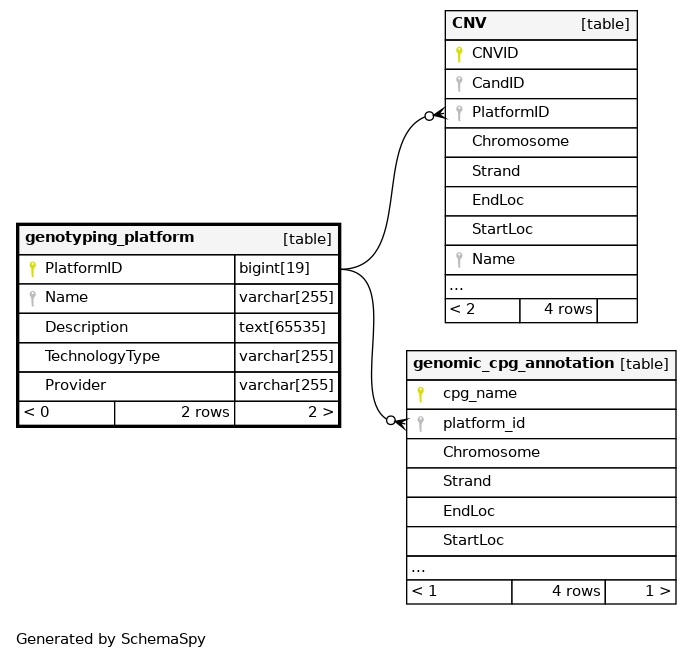 CNV [table]
CNVID
CandID
PlatformID
Chromosome
Strand
EndLoc
StartLoc
Name
...
< 2 4 rows
genotyping_platform [table]
PlatformID bigint[19]
Name varchar[255]
Description text[65535]
TechnologyType varchar[255]
Provider varchar[255]
< 0 2 rows 2 >
genomic_cpg_annotation [table]
cpg_name
platform_id
Chromosome
Strand
EndLoc
StartLoc
...
< 1 4 rows 1 >
Generated by SchemaSpy